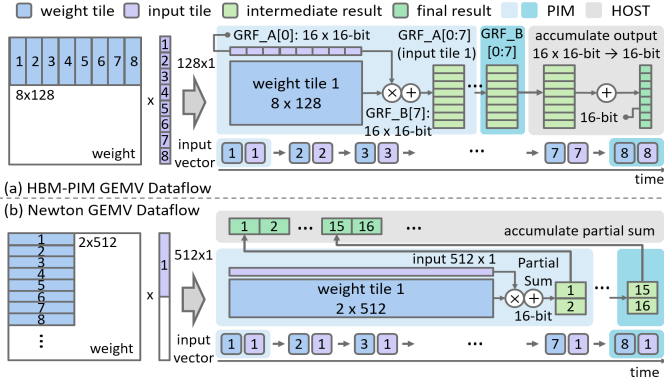 weight tile input tile intermediate result final result PIM HOST
GRF_A[0]: 16 x 16-bit
GRF_A[0:7]
(input tile 1)
GRF_B
[0:7]
accumulate output
16 x 16-bit → 16-bit
1 2 3 4 5 6 7 8
8x128
weight
x
1
2
3
4
5
6
7
8
128x1
input
vector
weight tile 1
8 x 128
× +
GRF_B[7]:
16 x 16-bit
...
+
16-bit
1 1 2 2 3 3 ... 7 7 8 8
time
(a) HBM-PIM GEMV Dataflow
(b) Newton GEMV Dataflow
1
2
3
4
5
6
7
8
⋮
2x512
weight
x
1
512x1
input
vector
1 2 ... 15 16 ...
accumulate partial sum
input 512 x 1
weight tile 1
2 x 512
× +
Partial
Sum
16-bit
1
2
...
15
16
1 1 2 1 3 1 ... 7 1 8 1
time